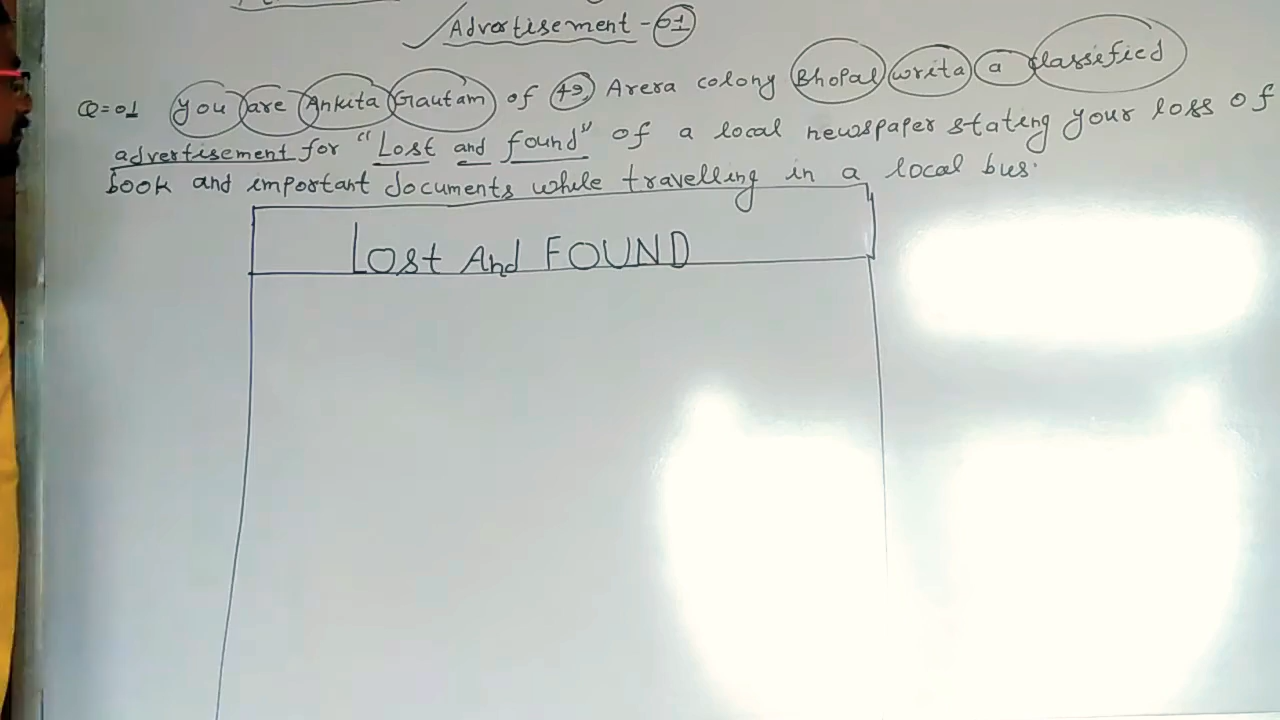 Advertisement - 01
Q=01 You are Ankita Gautam of 49 Arera colony Bhopal write a classified
advertisement for "Lost and found" of a local newspaper stating your loss of
book and important documents while travelling in a local bus.
Lost And FOUND